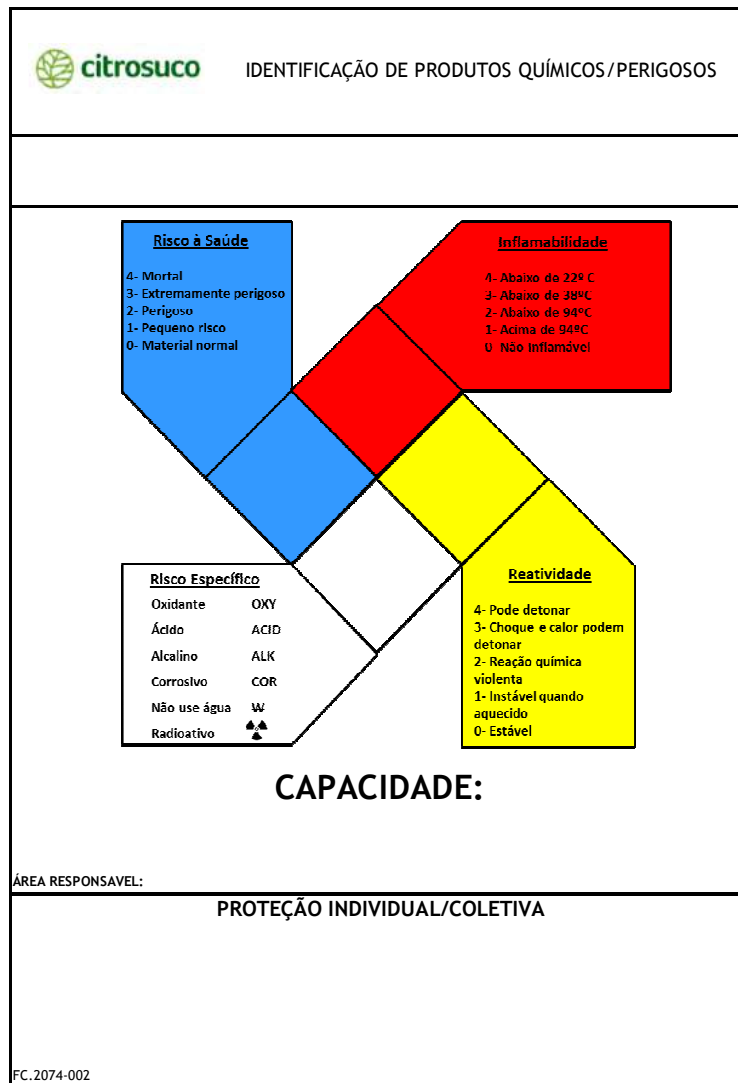 citrosuco
IDENTIFICAÇÃO DE PRODUTOS QUÍMICOS/PERIGOSOS
Risco à Saúde
4- Mortal
3- Extremamente perigoso
2- Perigoso
1- Pequeno risco
0- Material normal
Inflamabilidade
4- Abaixo de 22º C
3- Abaixo de 38ºC
2- Abaixo de 94ºC
1- Acima de 94ºC
0 Não Inflamável
Risco Específico
Oxidante OXY
Ácido ACID
Alcalino ALK
Corrosivo COR
Não use água W
Radioativo
Reatividade
4- Pode detonar
3- Choque e calor podem
detonar
2- Reação química
violenta
1- Instável quando
aquecido
0- Estável
CAPACIDADE:
ÁREA RESPONSAVEL:
PROTEÇÃO INDIVIDUAL/COLETIVA
FC.2074-002